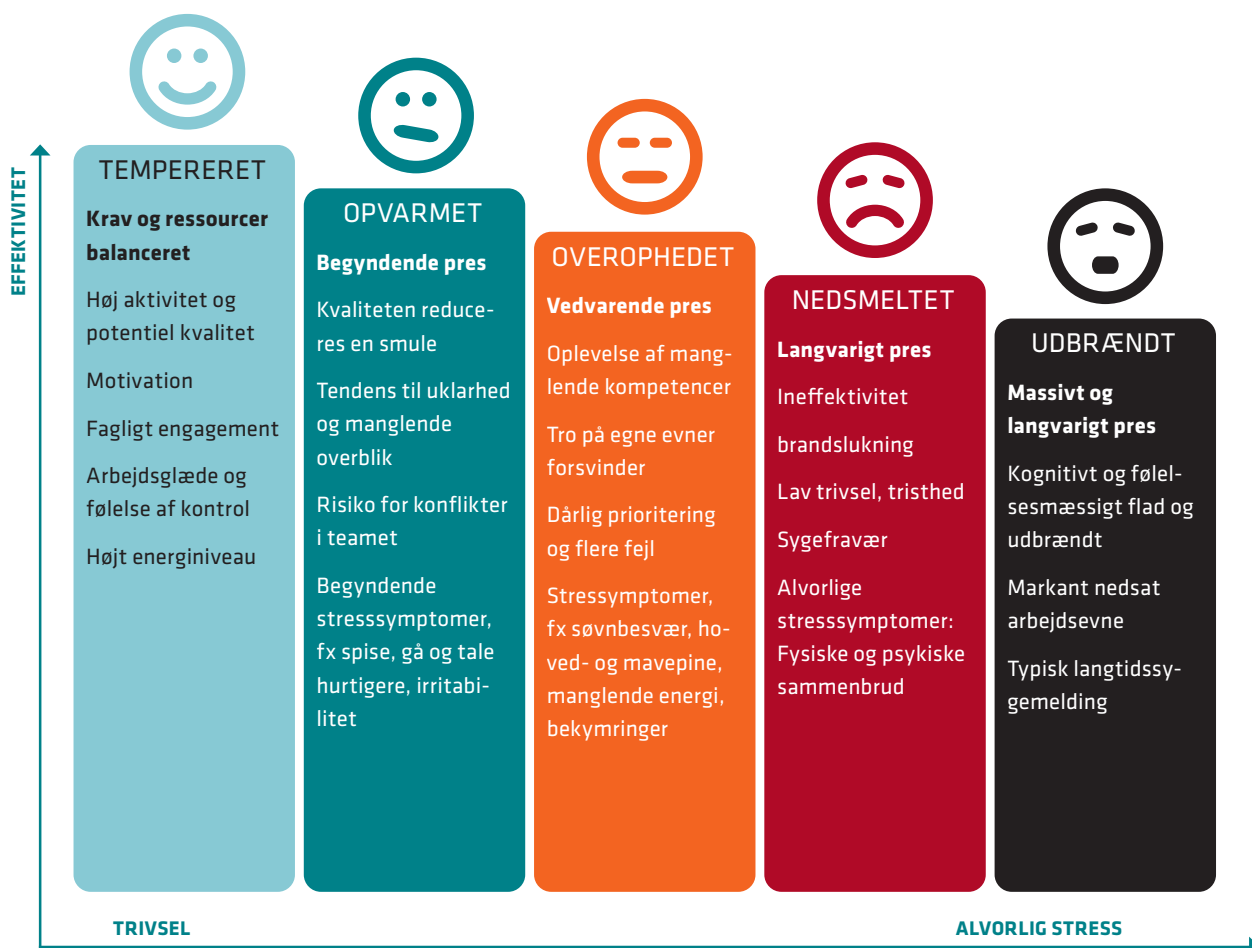 EFFEKTIVITET
TEMPERERET
Krav og ressourcer
balanceret
Høj aktivitet og
potentiel kvalitet
Motivation
Fagligt engagement
Arbejdsglæde og
følelse af kontrol
Højt energiniveau
OPVARMET
Begyndende pres
Kvaliteten reduce-
res en smule
Tendens til uklarhed
og manglende
overblik
Risiko for konflikter
i teamet
Begyndende
stresssymptomer,
fx spise, gå og tale
hurtigere, irritabi-
litet
OVEROPHEDET
Vedvarende pres
Oplevelse af mang-
lende kompetencer
Tro på egne evner
forsvinder
Dårlig prioritering
og flere fejl
Stressymptomer,
fx søvnbesvær, ho-
ved- og mavepine,
manglende energi,
bekymringer
NEDSMELTET
Langvarigt pres
Ineffektivitet
brandslukning
Lav trivsel, tristhed
Sygefravær
Alvorlige
stresssymptomer:
Fysiske og psykiske
sammenbrud
UDBRÆNDT
Massivt og
langvarigt pres
Kognitivt og følel-
sesmæssigt flad og
udbrændt
Markant nedsat
arbejdsevne
Typisk langtidssy-
gemelding
TRIVSEL
ALVORLIG STRESS